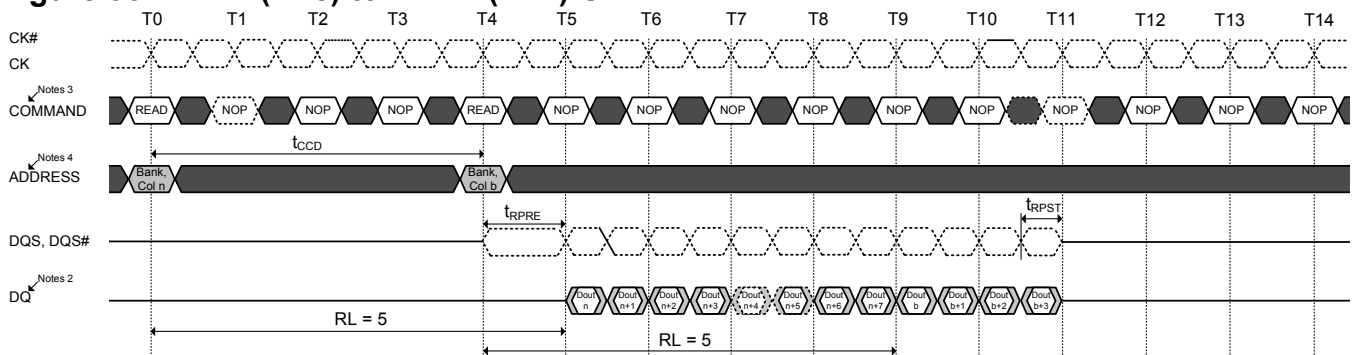 T0 T1 T2 T3 T4 T5 T6 T7 T8 T9 T10 T11 T12 T13 T14
CK#
CK
Notes 3
COMMAND READ NOP NOP NOP READ NOP NOP NOP NOP NOP NOP NOP NOP NOP NOP
tCCD
Notes 4
ADDRESS Bank, Col n Bank, Col b
tRPRE tRPST
DQS, DQS#
Notes 2
DQ Dout n Dout n+1 Dout n+2 Dout n+3 Dout n+4 Dout n+5 Dout n+6 Dout n+7 Dout b Dout b+1 Dout b+2 Dout b+3
RL = 5
RL = 5